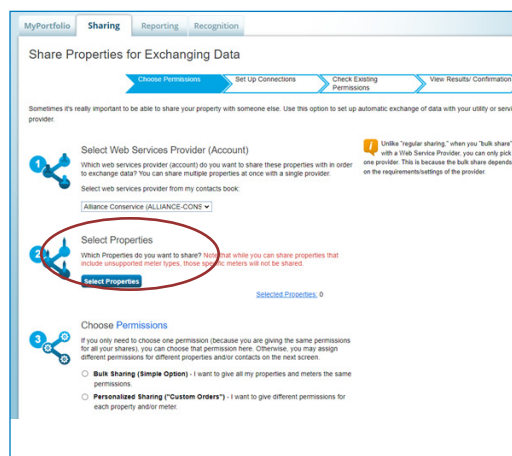 MyPortfolio Sharing Reporting Recognition
Share Properties for Exchanging Data
Choose Permissions Set Up Connections Check Existing Permissions View Results/ Confirmation
Sometimes it's really important to be able to share your property with someone else. Use this option to set up automatic exchange of data with your utility or servi
provider.
1
Select Web Services Provider (Account)
Which web services provider (account) do you want to share these properties with in order
to exchange data? You can share multiple properties at once with a single provider.
Select web services provider from my contacts book:
Alliance Conservice (ALLIANCE-CONS
Unlike "regular sharing," when you "bulk share"
with a Web Service Provider, you can only pick
one provider. This is because the bulk share depends
on the requirements/settings of the provider.
2
Select Properties
Which Properties do you want to share? Note that while you can share properties that
include unsupported meter types, those specific meters will not be shared.
Select Properties
Selected Properties: 0
3
Choose Permissions
If you only need to choose one permission (because you are giving the same permissions
for all your shares), you can choose that permission here. Otherwise, you may assign
different permissions for different properties and/or contacts on the next screen.
Bulk Sharing (Simple Option) - I want to give all my properties and meters the same
permissions.
Personalized Sharing ("Custom Orders") - I want to give different permissions for
each property and/or meter.